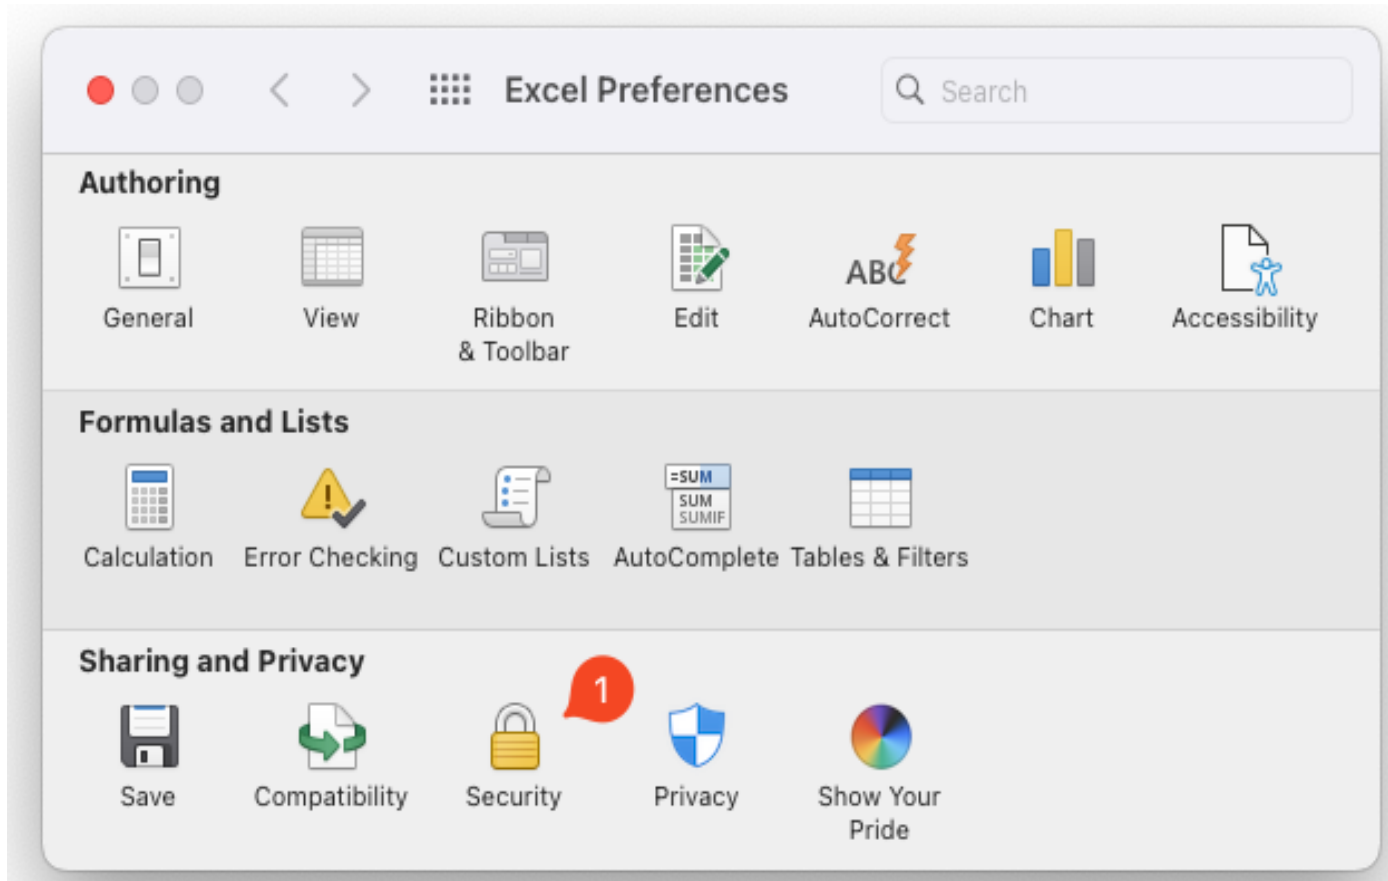 Excel Preferences
Search
Authoring
ABC
General
View
Ribbon
& Toolbar
Edit
AutoCorrect
Chart
Accessibility
Formulas and Lists
=SUM
SUM
SUMIF
Calculation
Error Checking
Custom Lists
AutoComplete
Tables & Filters
Sharing and Privacy
1
Save
Compatibility
Security
Privacy
Show Your
Pride